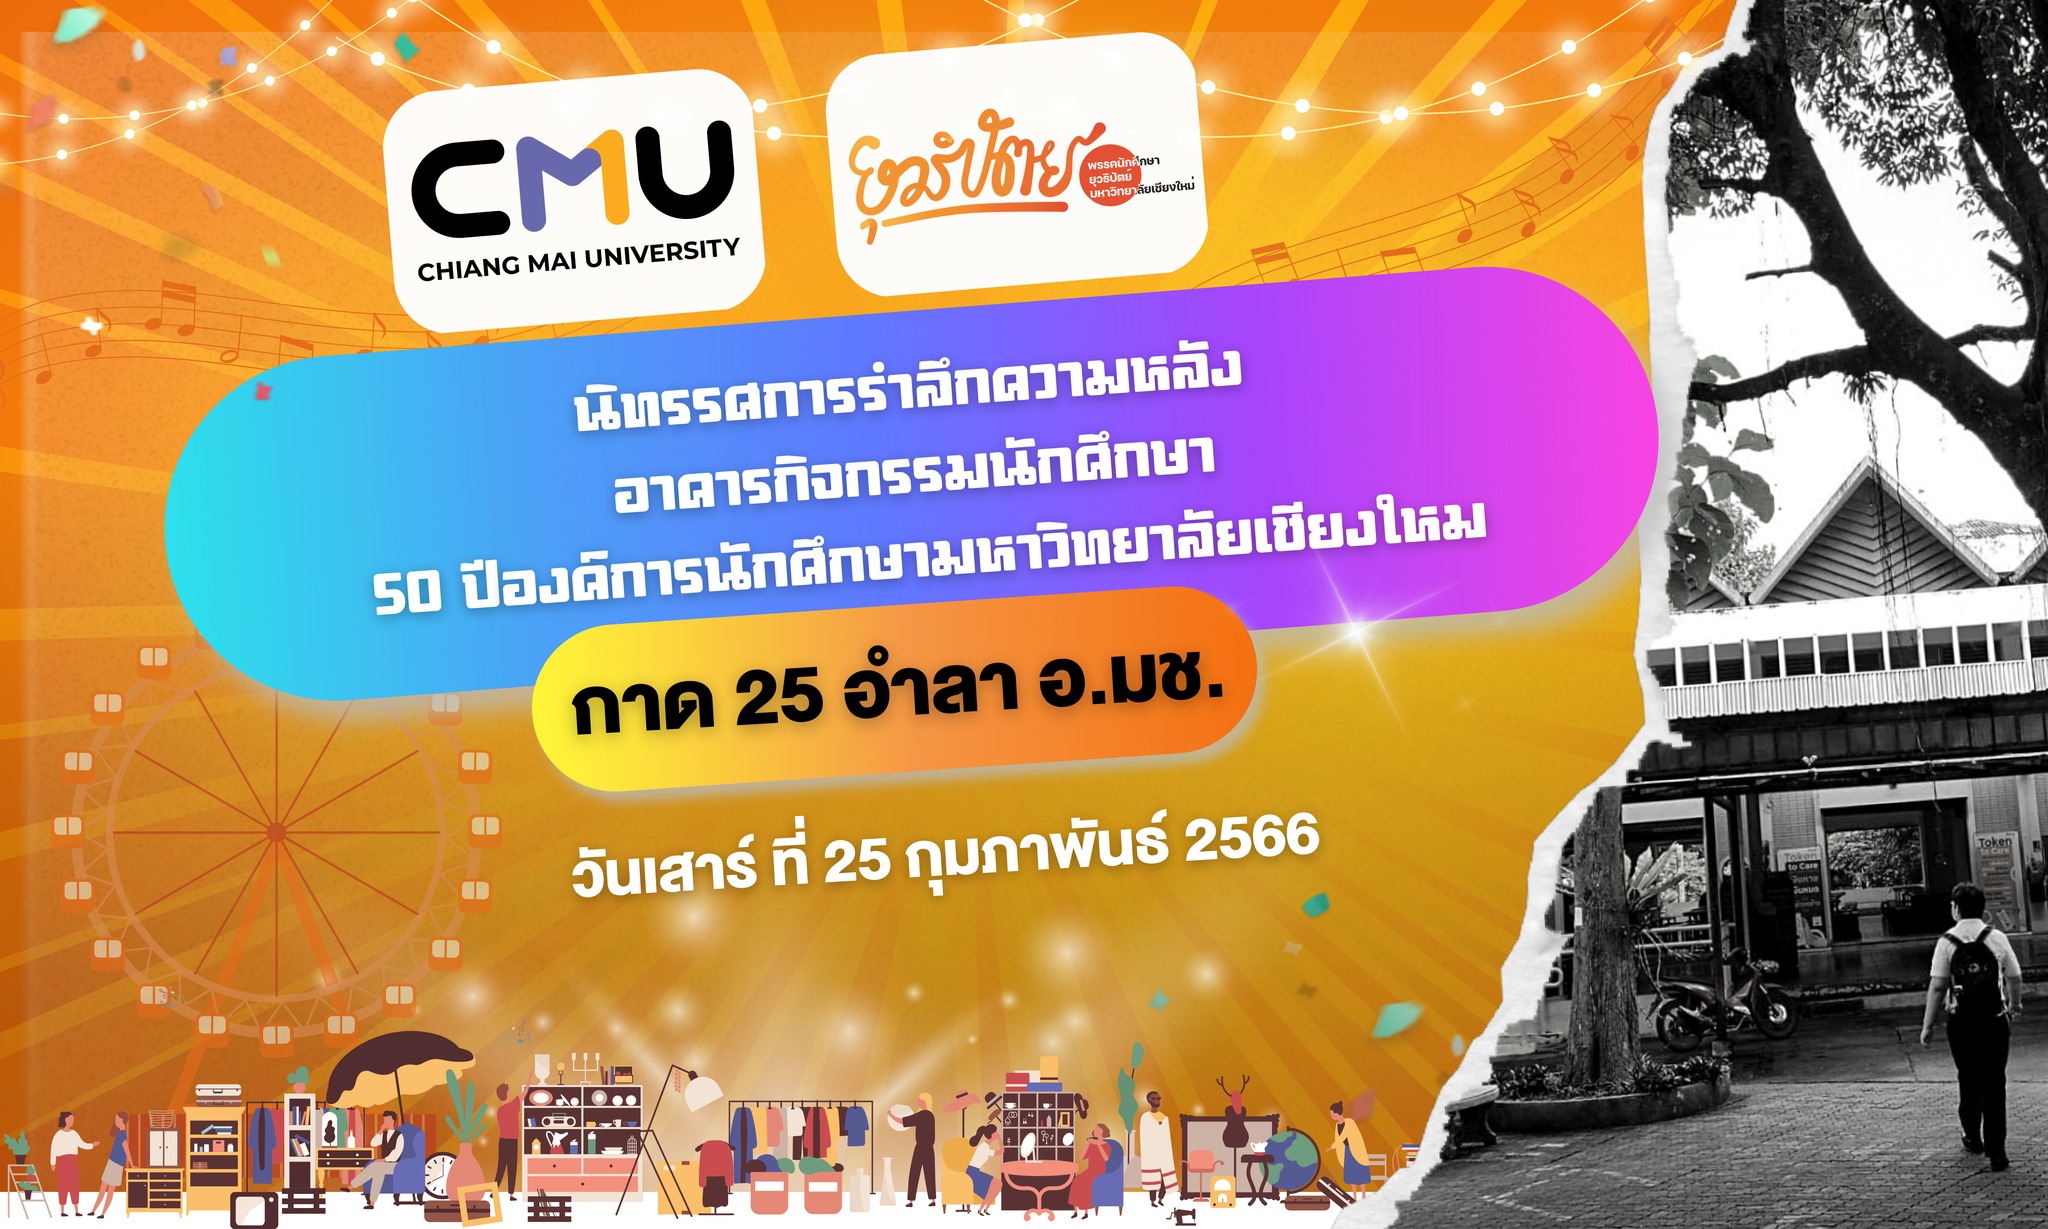 CMU
CHIANG MAI UNIVERSITY
ยุวธิปัตย์
พรรคนักศึกษา
ยุวธิปัตย์
มหาวิทยาลัยเชียงใหม่
นิทรรศการรำลึกความหลัง
อาคารกิจกรรมนักศึกษา
50 ปีองค์การนักศึกษามหาวิทยาลัยเชียงใหม
กาด 25 อำลา อ.มช.
วันเสาร์ ที่ 25 กุมภาพันธ์ 2566
Token
to Care
Token
to Care